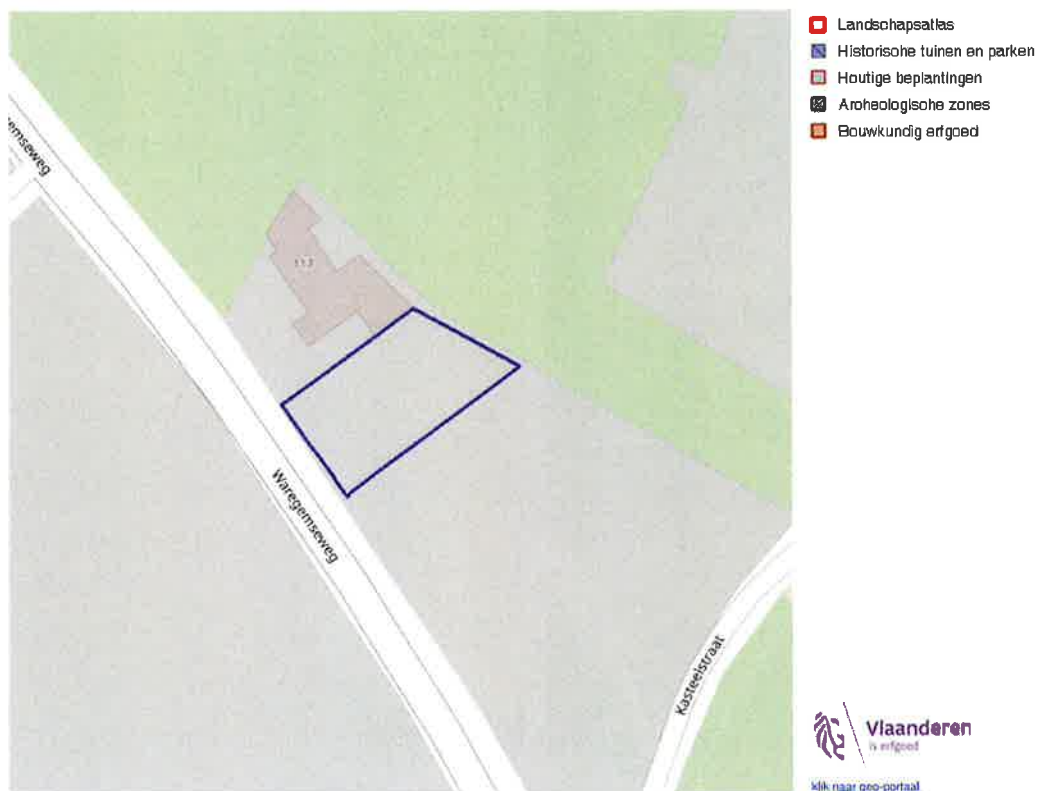 Landschapsatlas
Historische tuinen en parken
Houtige beplantingen
Archeologische zones
Bouwkundig erfgoed
emseweg
Waregemseweg
Kasteelstraat
Vlaanderen
is erfgoed
klik naar geo-portaal